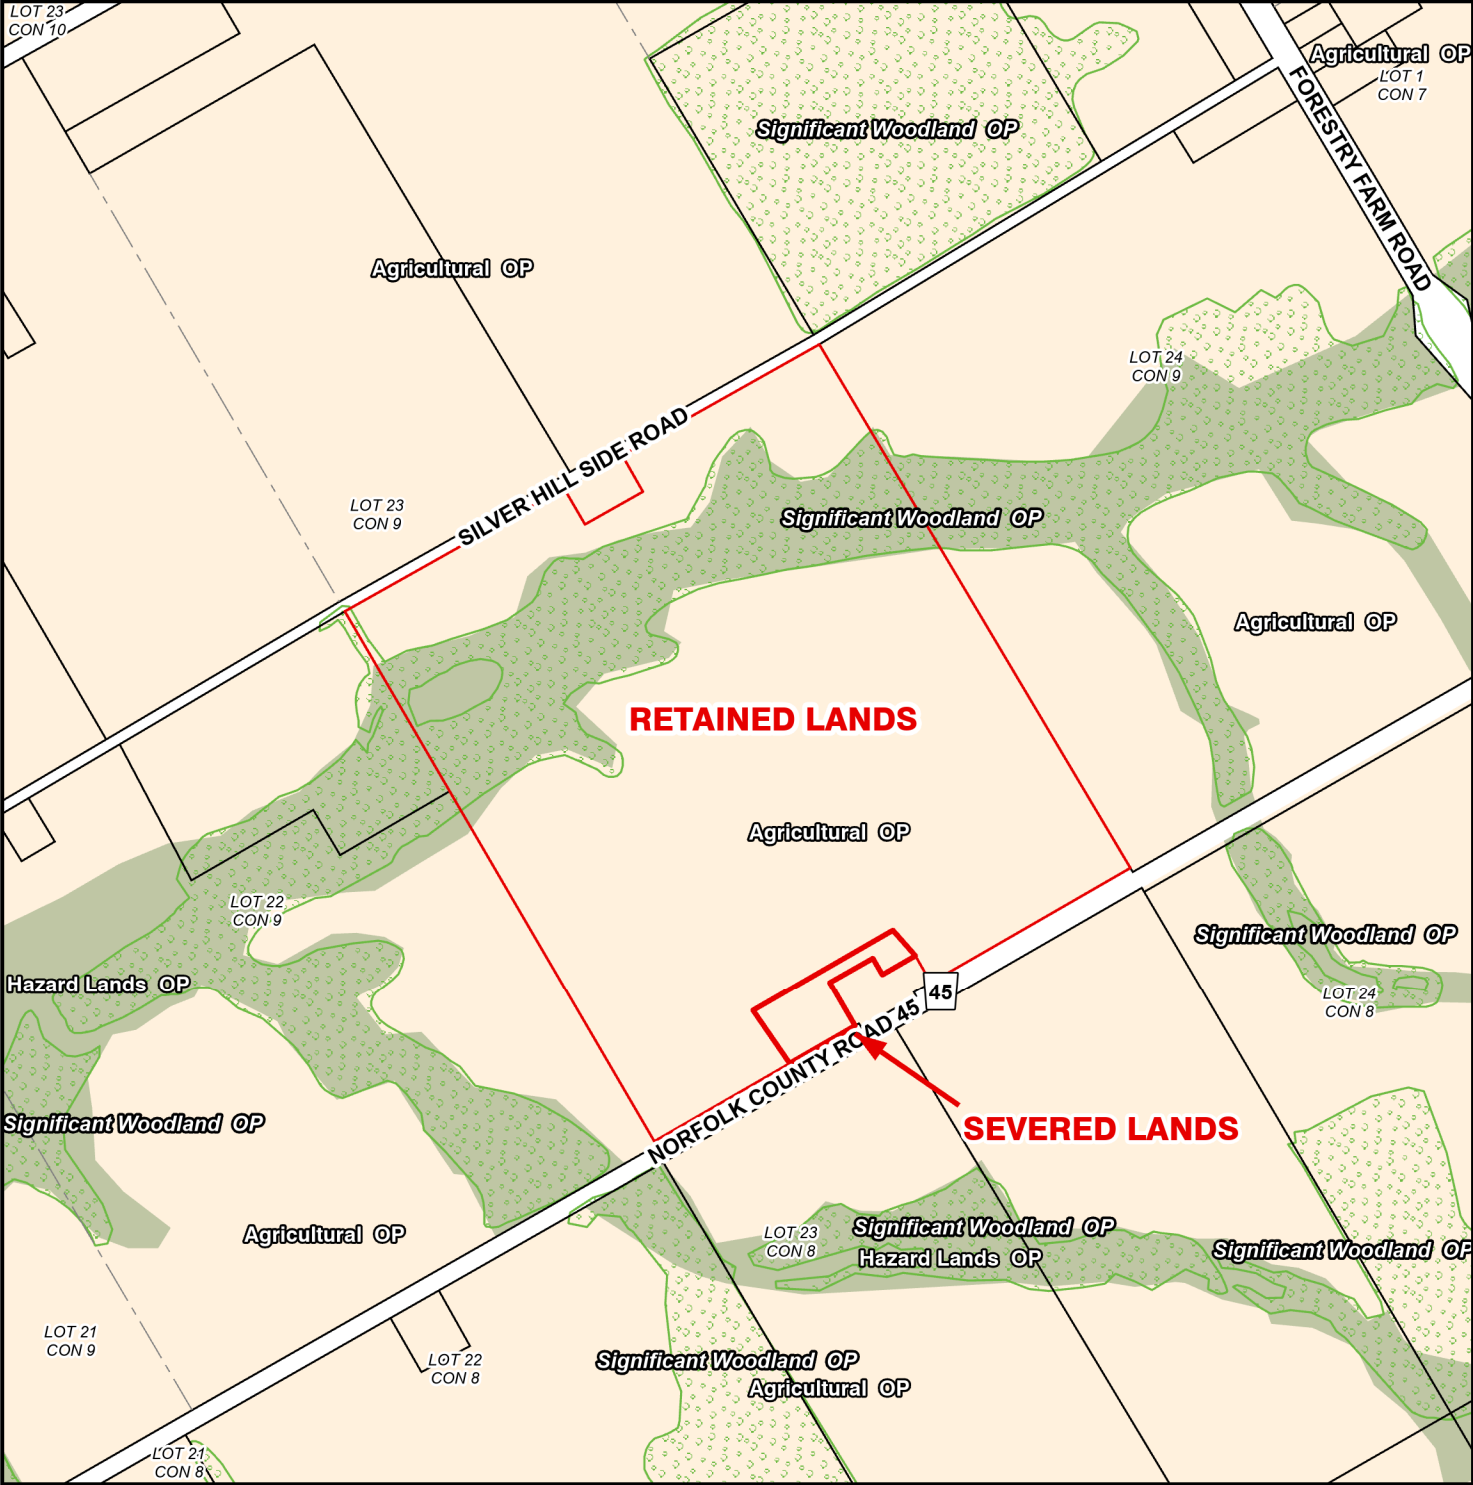 LOT 23
CON 10
Agricultural OP
LOT 1
CON 7
FORESTRY FARM ROAD
Significant Woodland OP
Agricultural OP
LOT 24
CON 9
SILVER HILL SIDE ROAD
LOT 23
CON 9
Significant Woodland OP
Agricultural OP
RETAINED LANDS
Agricultural OP
LOT 22
CON 9
Significant Woodland OP
Hazard Lands OP
45
LOT 24
CON 8
NORFOLK COUNTY ROAD 45
Significant Woodland OP
SEVERED LANDS
Agricultural OP
LOT 23
CON 8
Significant Woodland OP
Hazard Lands OP
Significant Woodland OP
LOT 21
CON 9
LOT 22
CON 8
Significant Woodland OP
Agricultural OP
LOT 21
CON 8